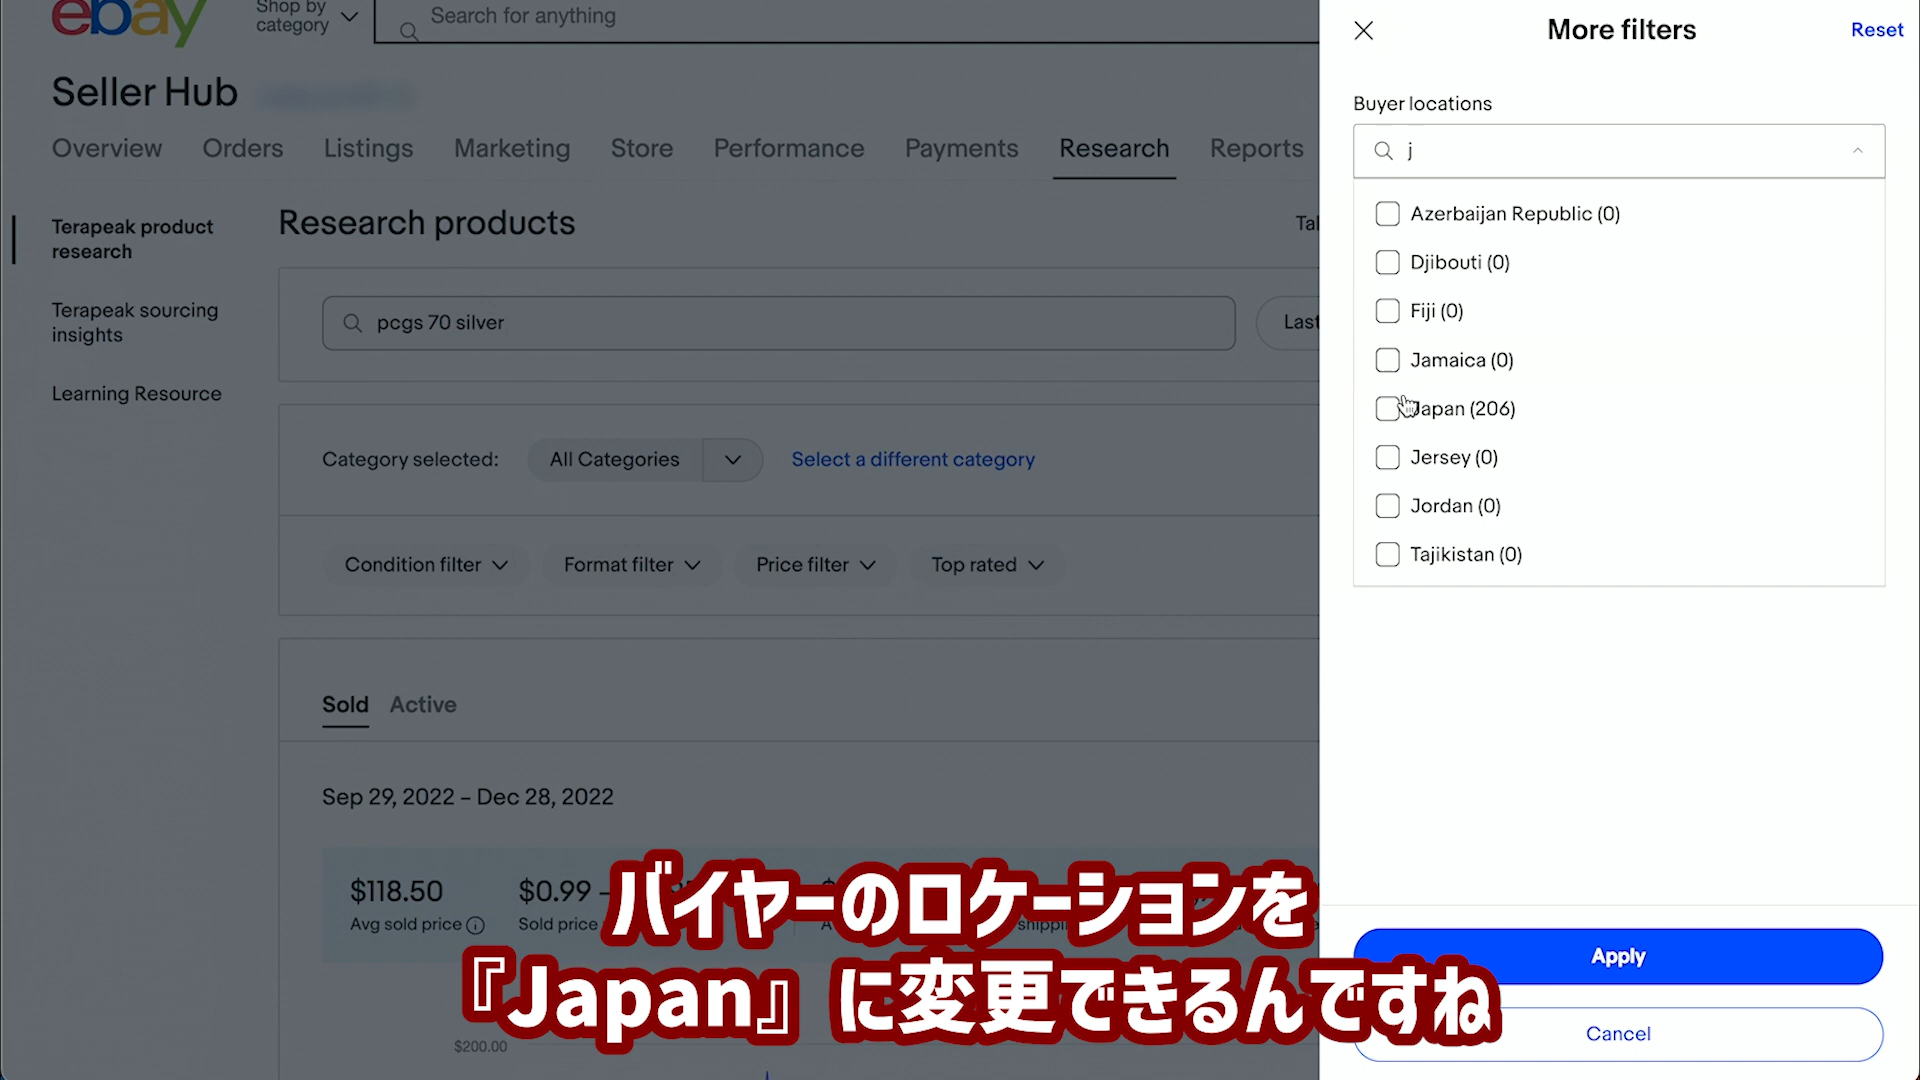 ebay
Shop by
category
Search for anything
Seller Hub
Overview
Orders
Listings
Marketing
Store
Performance
Payments
Research
Reports
Terapeak product
research
Terapeak sourcing
insights
Learning Resource
Research products
pcgs 70 silver
Last
Category selected:
All Categories
Select a different category
Condition filter
Format filter
Price filter
Top rated
Sold
Active
Sep 29, 2022 – Dec 28, 2022
$118.50
$0.99 –
Avg sold price
Sold price
$200.00
バイヤーのロケーションを
『Japan』に変更できるんですね
More filters
Reset
Buyer locations
j
Azerbaijan Republic (0)
Djibouti (0)
Fiji (0)
Jamaica (0)
Japan (206)
Jersey (0)
Jordan (0)
Tajikistan (0)
Apply
Cancel